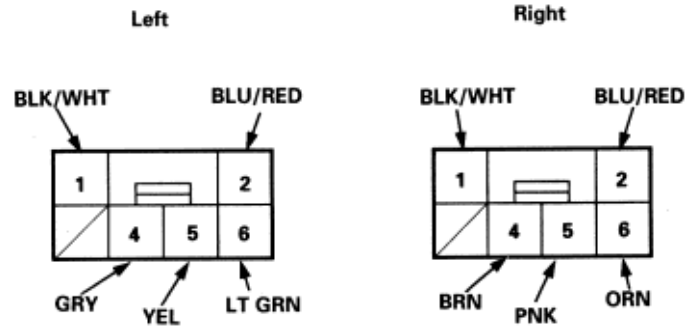 Left
Right
BLK/WHT
BLU/RED
BLK/WHT
BLU/RED
1
2
1
2
4
5
6
4
5
6
GRY
YEL
LT GRN
BRN
PNK
ORN